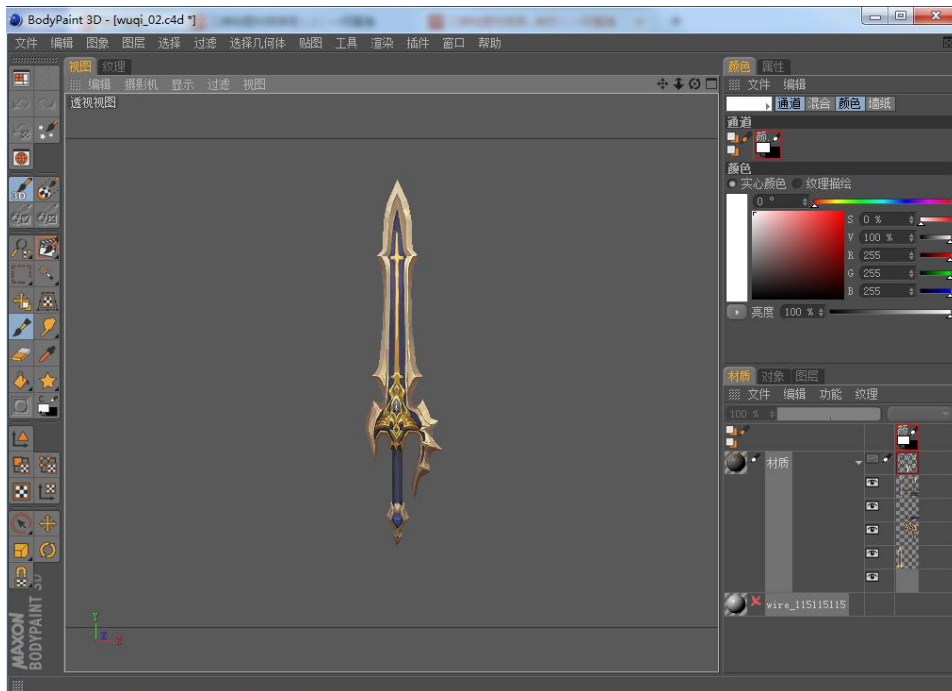 BodyPaint 3D - [wuqi_02.c4d *]
文件 编辑 图象 图层 选择 过滤 选择几何体 贴图 工具 渲染 插件 窗口 帮助
视图 纹理
编辑 摄影机 显示 过滤 视图
透视视图
颜色 属性
文件 编辑
通道 混合 颜色 墙纸
通道
颜.
颜色
实心颜色 纹理描绘
0 °
S 0 %
V 100 %
R 255
G 255
B 255
亮度 100 %
材质 对象 图层
文件 编辑 功能 纹理
100 %
颜.
材质
wire_115115115
3D
Y
Z X
MAXON
BODYPAINT 3D